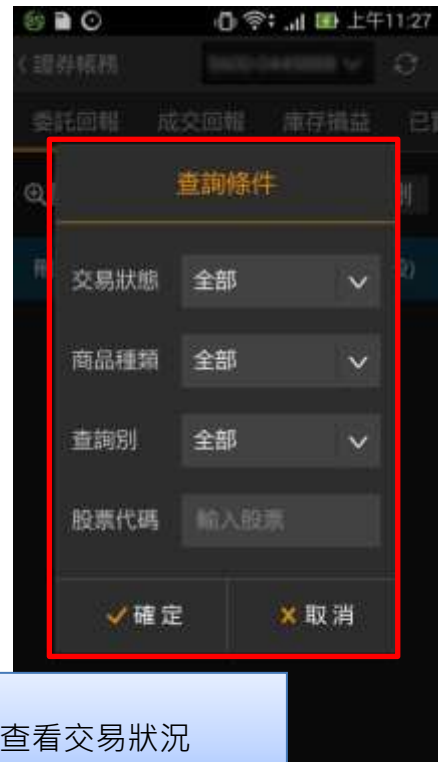 上午11:27
證券帳務
委託回報 成交回報 庫存損益 已
查詢條件
交易狀態 全部
商品種類 全部
查詢別 全部
股票代碼 輸入股票
確定 取消
查看交易狀況